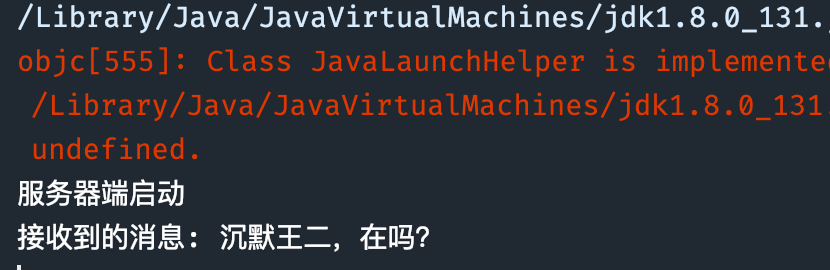 /Library/Java/JavaVirtualMachines/jdk1.8.0_131.
objc[555]: Class JavaLaunchHelper is implemented
/Library/Java/JavaVirtualMachines/jdk1.8.0_131
undefined.
服务器端启动
接收到的消息: 沉默王二，在吗？